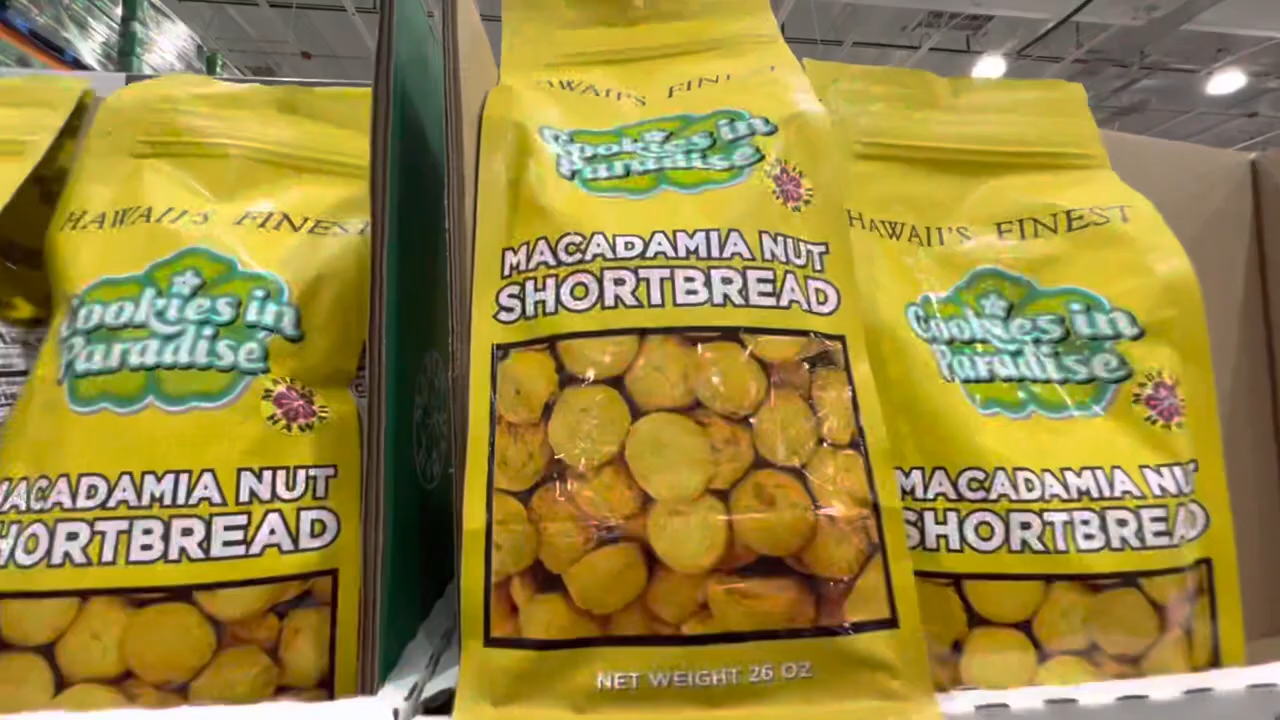 HAWAII'S FINEST
Cookies in
Paradise
MACADAMIA NUT
SHORTBREAD
HAWAII'S FINEST
Cookies in
Paradise
MACADAMIA NUT
SHORTBREAD
NET WEIGHT 26 OZ
HAWAII'S FINEST
Cookies in
Paradise
MACADAMIA NUT
SHORTBREAD